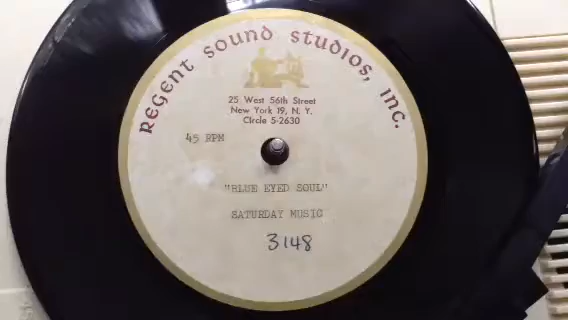 REGENT SOUND STUDIOS, INC.
25 West 56th Street
New York 19, N. Y.
CIrcle 5-2630
45 RPM
"BLUE EYED SOUL"
SATURDAY MUSIC
3148